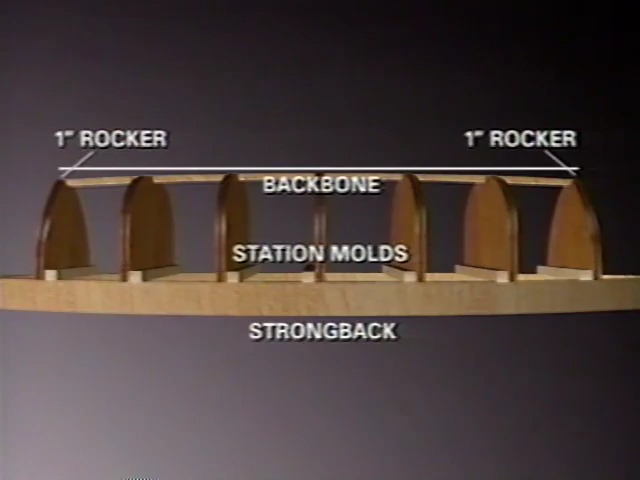 1" ROCKER
1" ROCKER
BACKBONE
STATION MOLDS
STRONGBACK